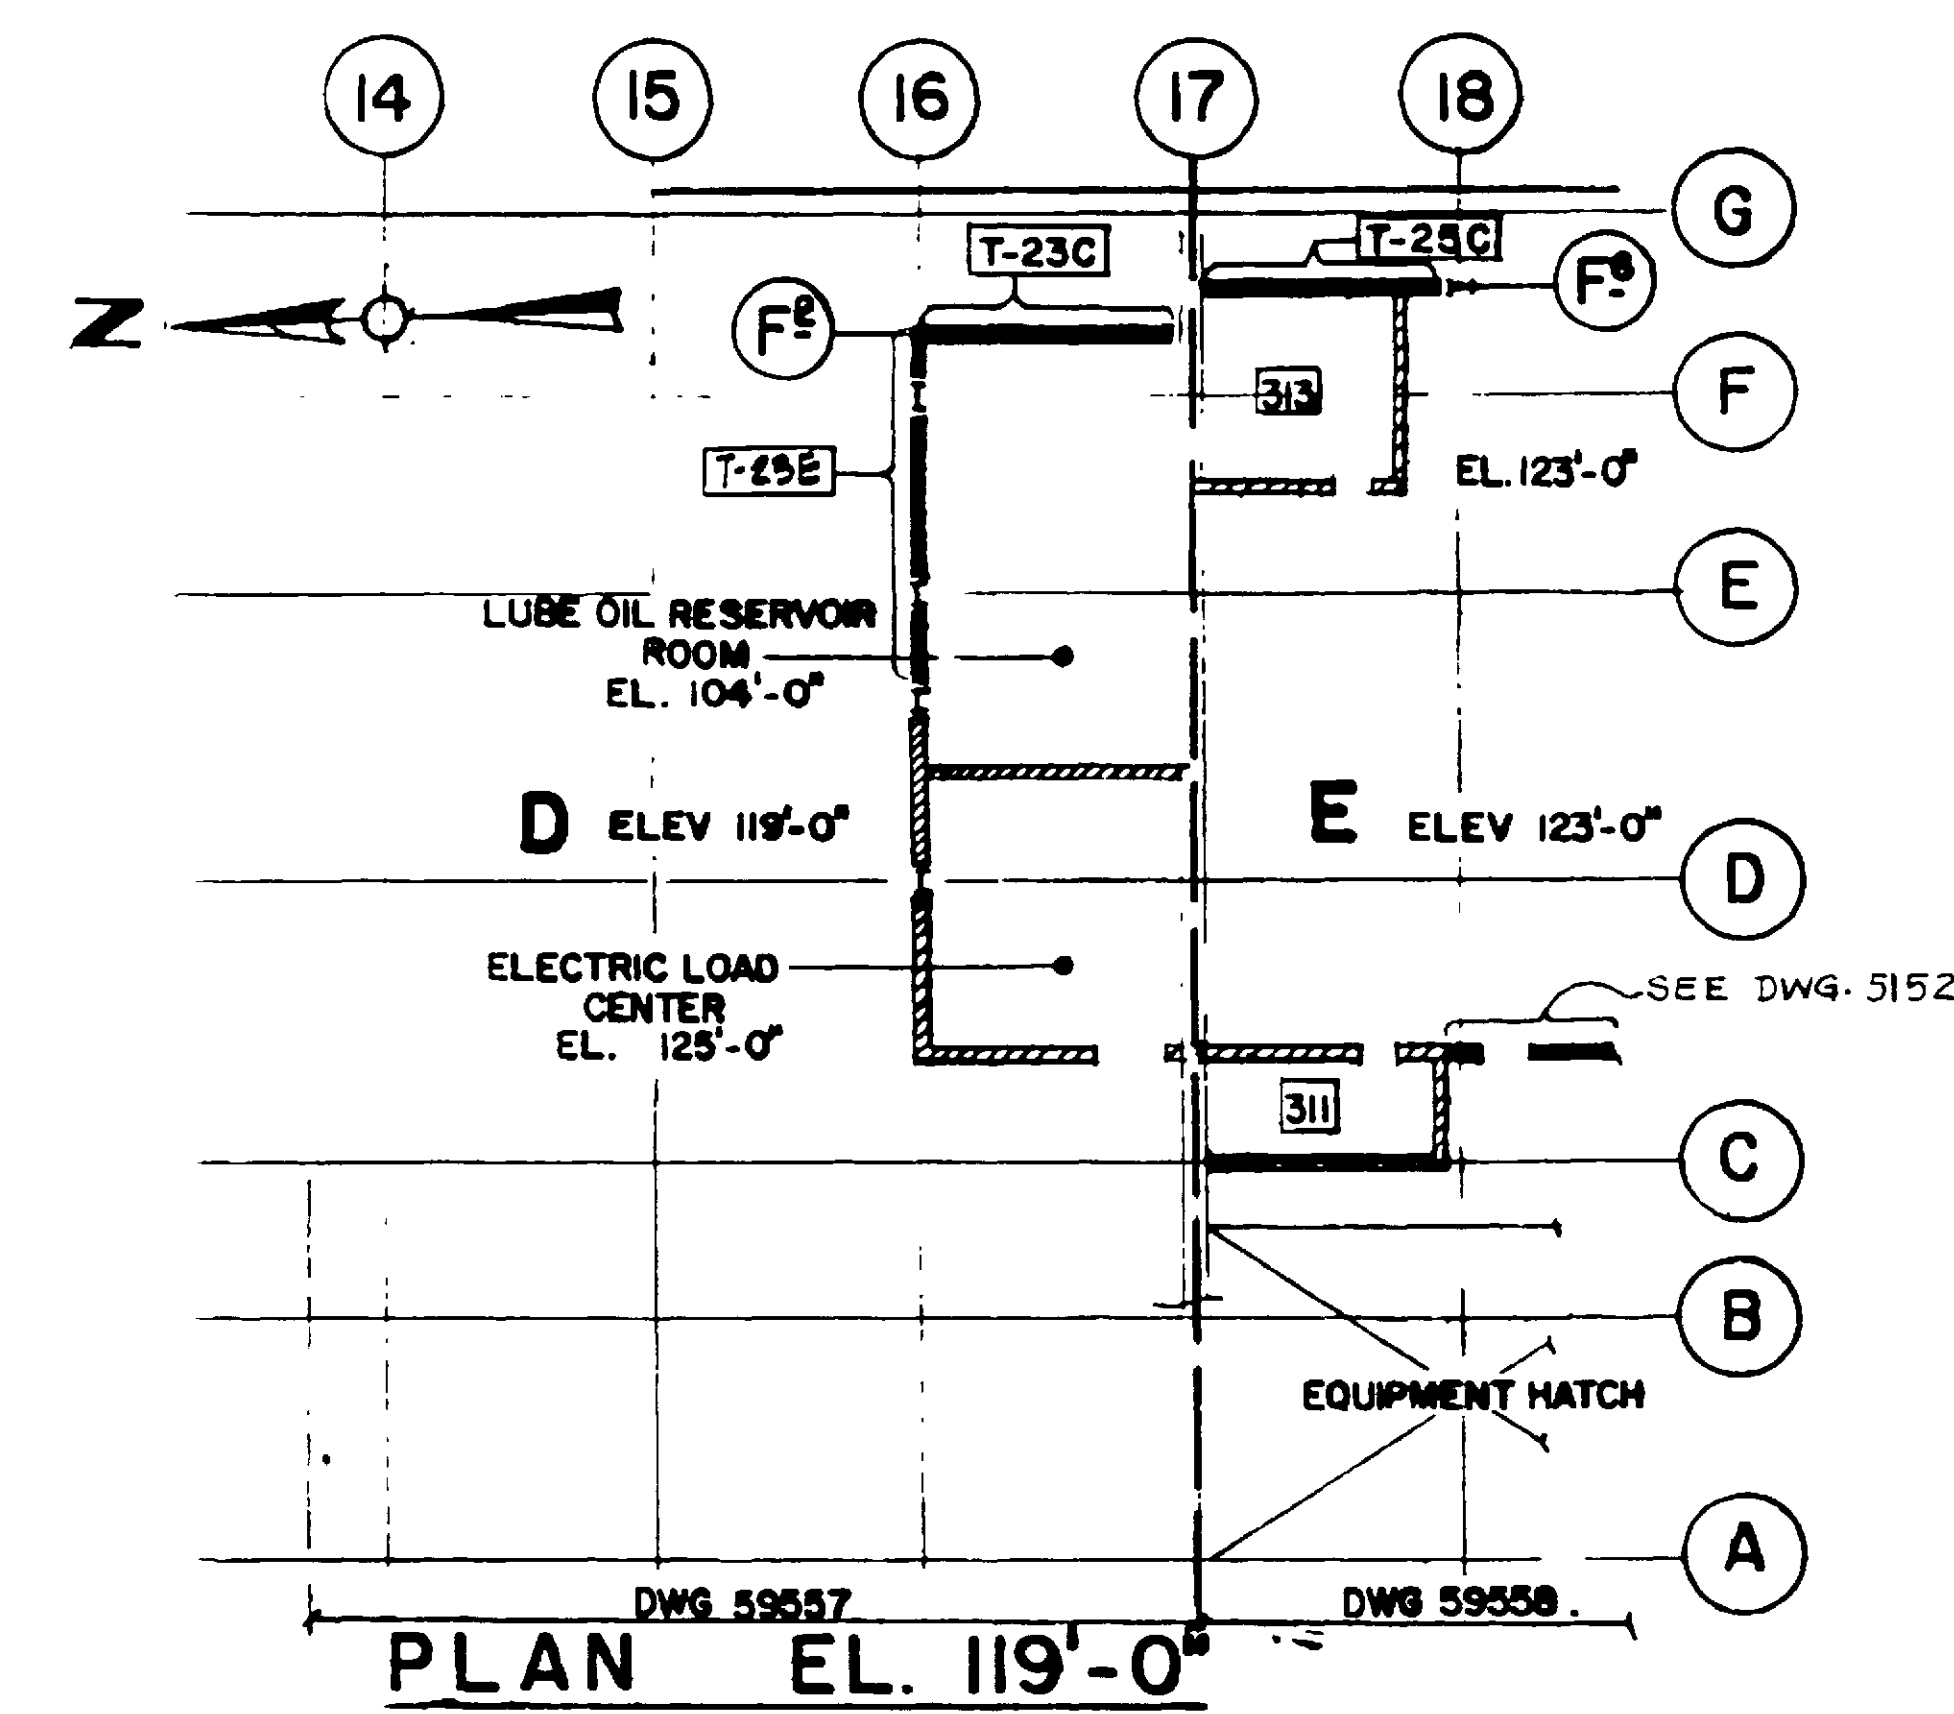 14 15 16 17 18
G
T-23C T-25C
N
F2
F
313
F
T-23E
EL. 123'-0"
E
LUBE OIL RESERVOIR
ROOM
EL. 104'-0"
D ELEV 119'-0"
E ELEV 123'-0"
D
ELECTRIC LOAD
CENTER
EL. 125'-0"
SEE DWG. 5152
311
C
B
EQUIPMENT HATCH
A
DWG 59557 DWG 59558.
PLAN EL. 119'-0"